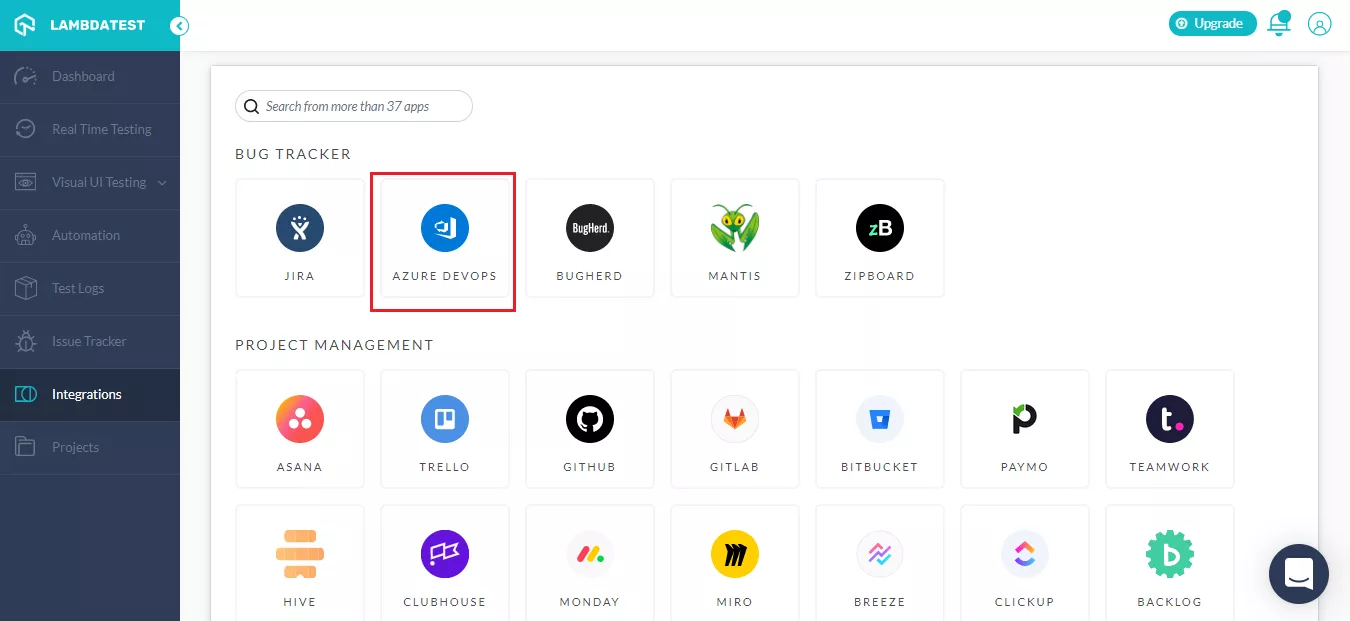 LAMBDATEST
Upgrade
Dashboard
Real Time Testing
Visual UI Testing
Automation
Test Logs
Issue Tracker
Integrations
Projects
Search from more than 37 apps
BUG TRACKER
JIRA
AZURE DEVOPS
BugHerd.
BUGHERD
MANTIS
zB
ZIPBOARD
PROJECT MANAGEMENT
ASANA
TRELLO
GITHUB
GITLAB
BITBUCKET
PAYMO
t.
TEAMWORK
HIVE
CLUBHOUSE
MONDAY
MIRO
BREEZE
CLICKUP
b
BACKLOG